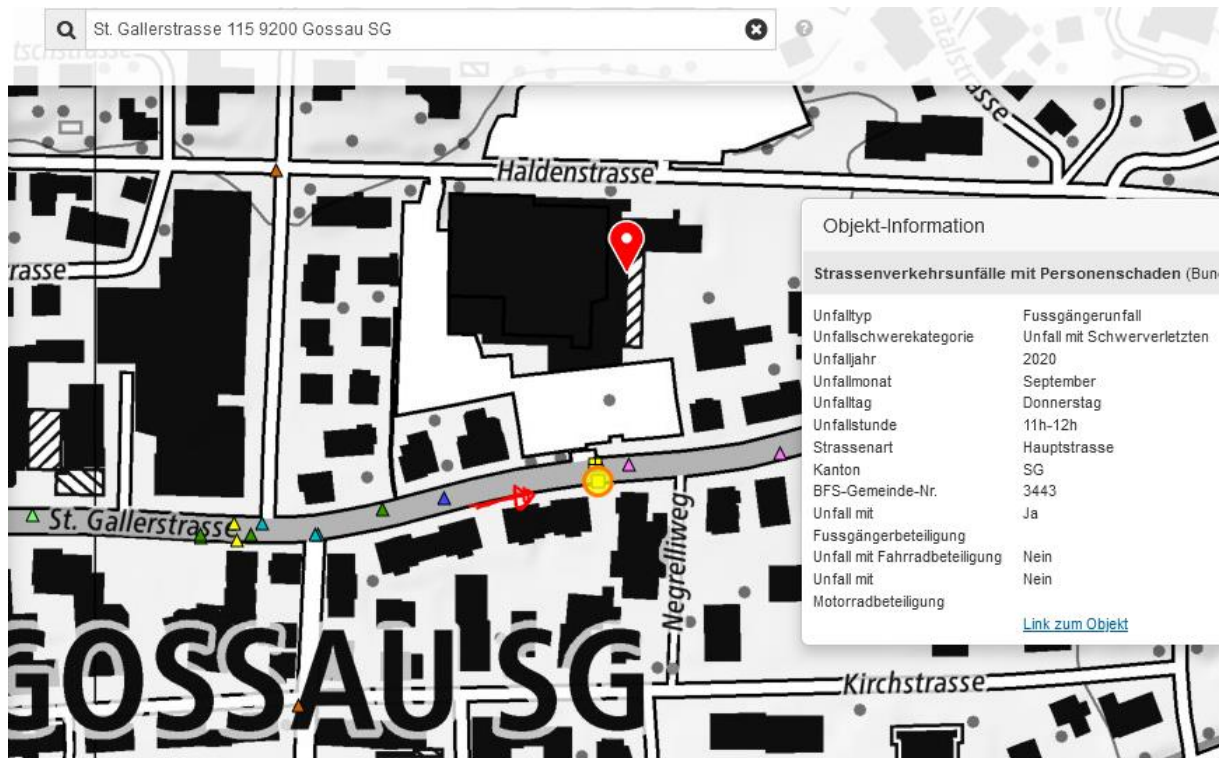 St. Gallerstrasse 115 9200 Gossau SG
?
Haldenstrasse
rasse
St. Gallerstrasse
Negrelliweg
GOSSAU SG
Kirchstrasse
Objekt-Information
Strassenverkehrsunfälle mit Personenschaden (Bun
Unfalltyp Fussgängerunfall
Unfallschwerekategorie Unfall mit Schwerverletzten
Unfalljahr 2020
Unfallmonat September
Unfalltag Donnerstag
Unfallstunde 11h-12h
Strassenart Hauptstrasse
Kanton SG
BFS-Gemeinde-Nr. 3443
Unfall mit Ja
Fussgängerbeteiligung
Unfall mit Fahrradbeteiligung Nein
Unfall mit Nein
Motorradbeteiligung
Link zum Objekt